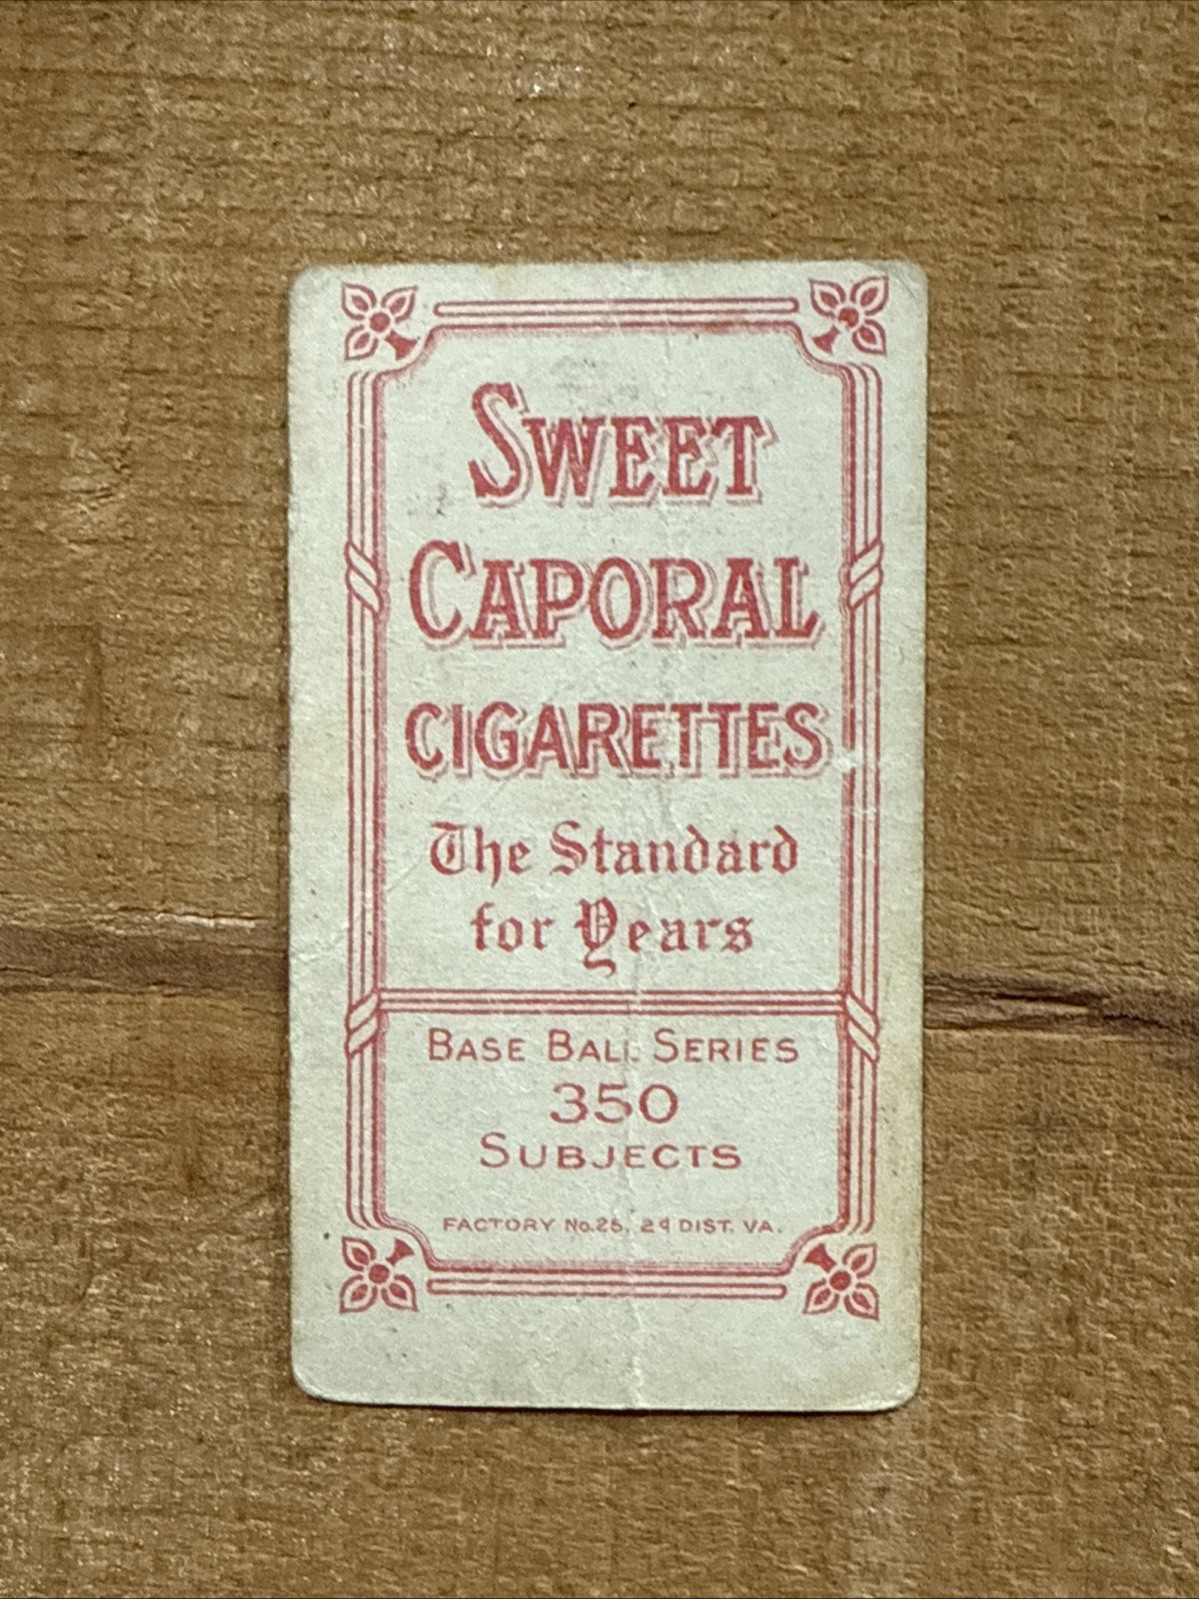 SWEET
CAPORAL
CIGARETTES
The Standard
for Years
BASE BALL SERIES
350
SUBJECTS
FACTORY No. 25, 2d DIST. VA.